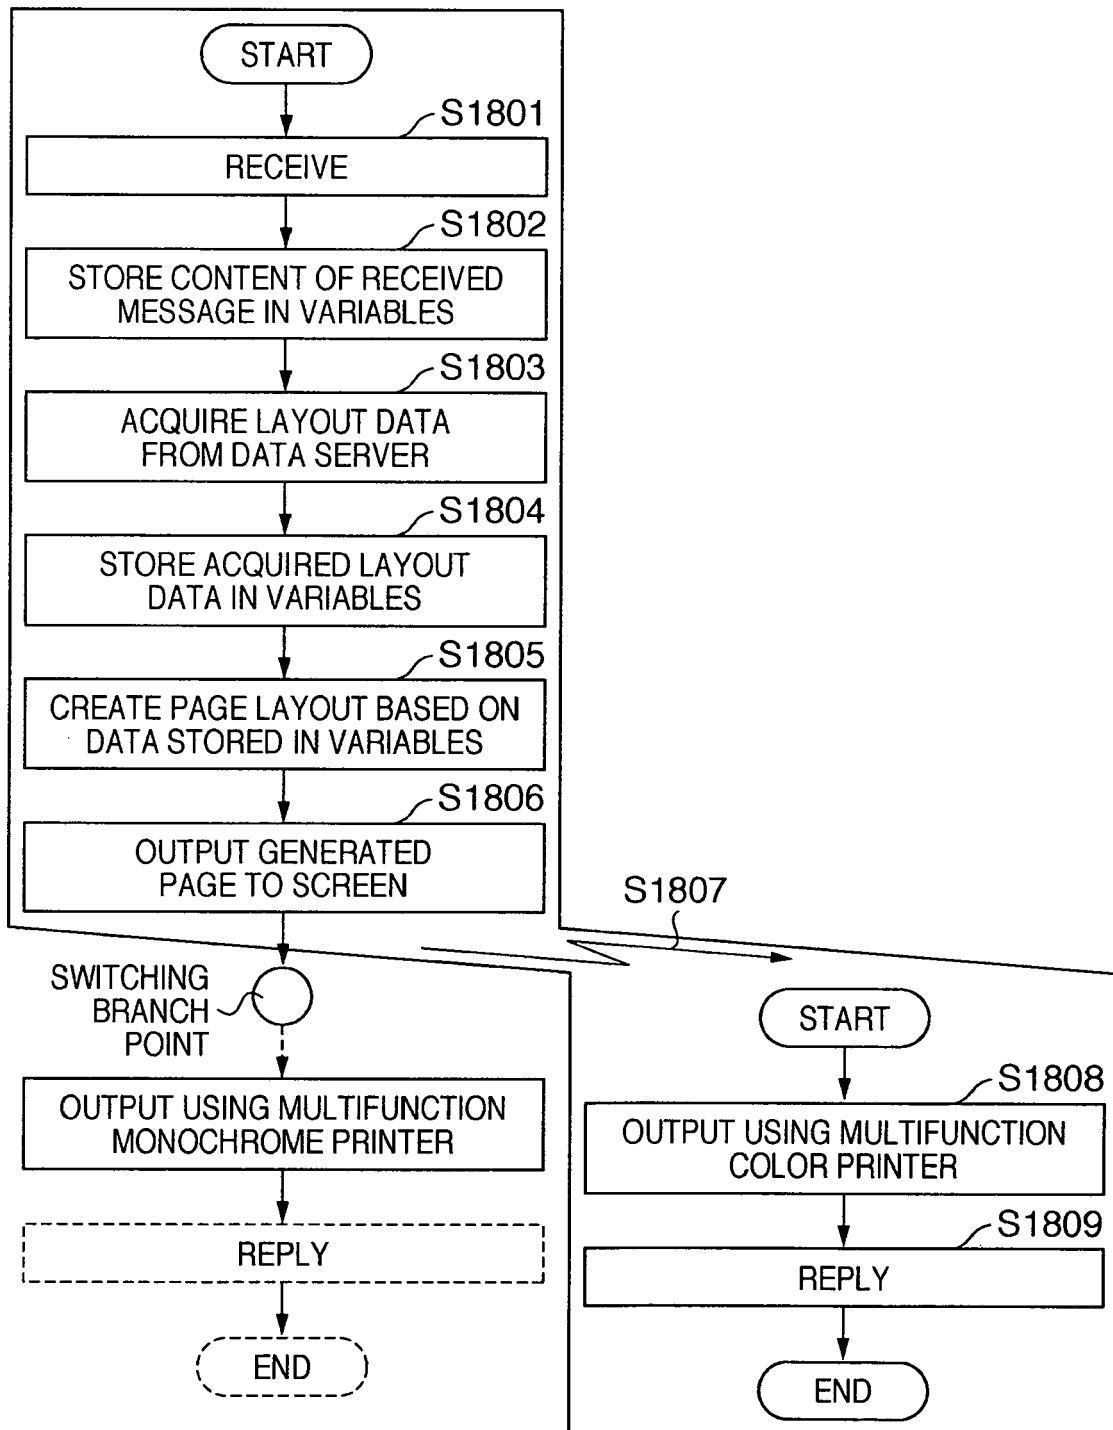 START
S1801
RECEIVE
S1802
STORE CONTENT OF RECEIVED
MESSAGE IN VARIABLES
S1803
ACQUIRE LAYOUT DATA
FROM DATA SERVER
S1804
STORE ACQUIRED LAYOUT
DATA IN VARIABLES
S1805
CREATE PAGE LAYOUT BASED ON
DATA STORED IN VARIABLES
S1806
OUTPUT GENERATED
PAGE TO SCREEN
S1807
SWITCHING
BRANCH
POINT
OUTPUT USING MULTIFUNCTION
MONOCHROME PRINTER
REPLY
END
START
S1808
OUTPUT USING MULTIFUNCTION
COLOR PRINTER
S1809
REPLY
END